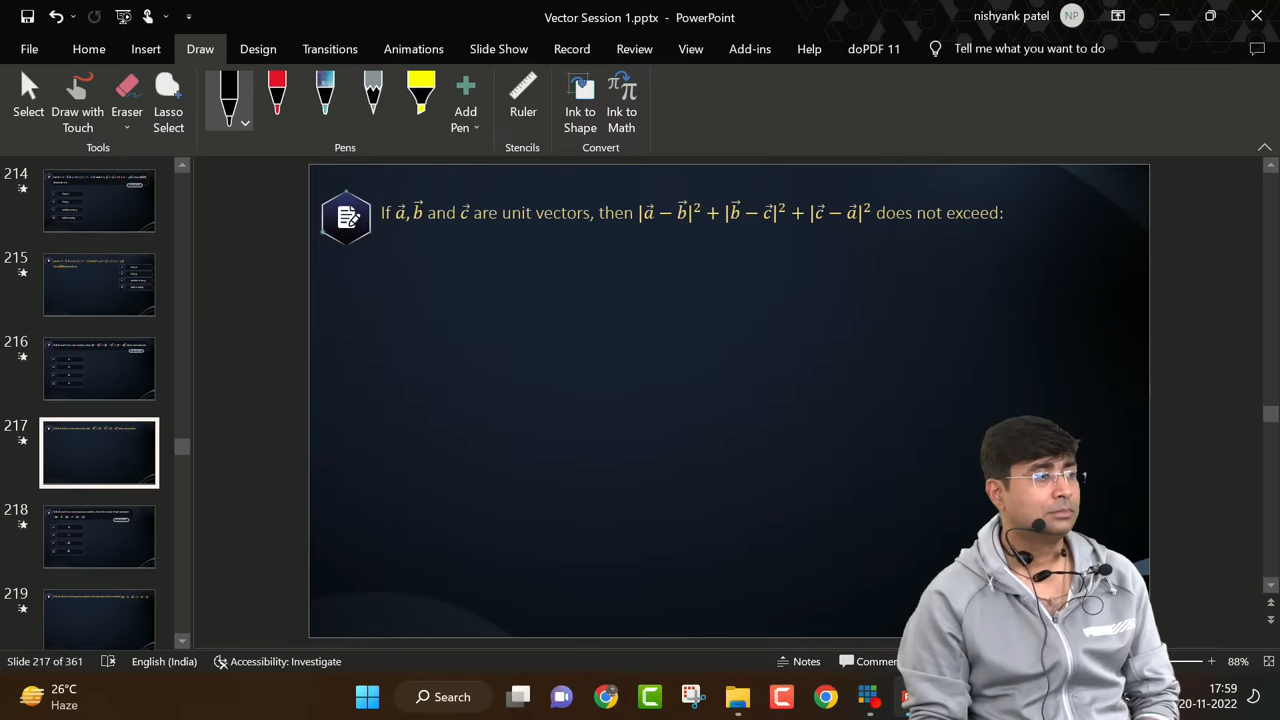 Vector Session 1.pptx - PowerPoint
nishyank patel
NP
File Home Insert Draw Design Transitions Animations Slide Show Record Review View Add-ins Help doPDF 11 Tell me what you want to do
Select
Draw with
Touch
Eraser
Lasso
Select
Add
Pen
Ruler
Ink to
Shape
Ink to
Math
Tools
Pens
Stencils
Convert
214
215
216
217
218
219
If a⃗, b⃗ and c⃗ are unit vectors, then |a⃗ − b⃗|² + |b⃗ − c⃗|² + |c⃗ − a⃗|² does not exceed:
Slide 217 of 361
English (India)
Accessibility: Investigate
Notes
88%
26°C
Haze
Search
17:59
20-11-2022